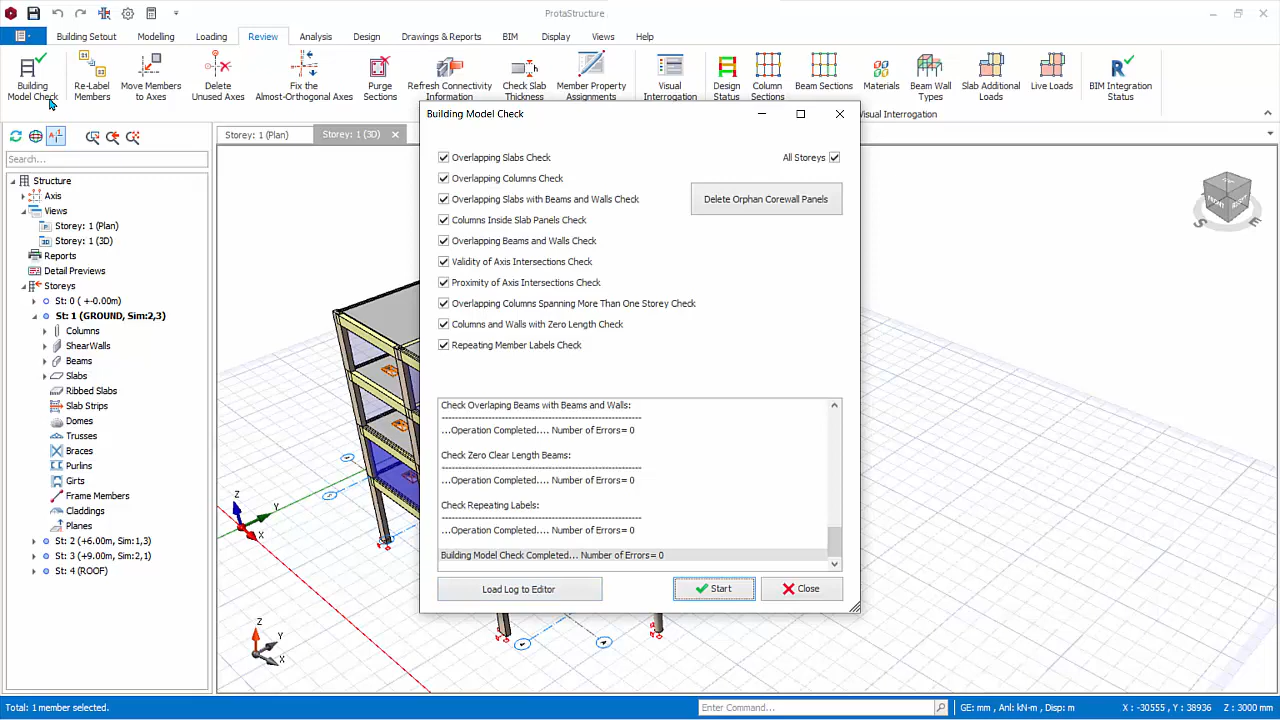 ProtaStructure
Building Setout
Modelling
Loading
Review
Analysis
Design
Drawings & Reports
BIM
Display
Views
Help
Building
Model Check
Re-Label
Members
Move Members
to Axes
Delete
Unused Axes
Fix the
Almost-Orthogonal Axes
Purge
Sections
Refresh Connectivity
Information
Check Slab
Thickness
Member Property
Assignments
Visual
Interrogation
Design
Status
Column
Sections
Beam Sections
Materials
Beam Wall
Types
Slab Additional
Loads
Live Loads
BIM Integration
Status
Visual Interrogation
Storey: 1 (Plan)
Storey: 1 (3D)
Search...
Structure
Axis
Views
Storey: 1 (Plan)
Storey: 1 (3D)
Reports
Detail Previews
Storeys
St: 0 ( +-0.00m)
St: 1 (GROUND, Sim:2,3)
Columns
ShearWalls
Beams
Slabs
Ribbed Slabs
Slab Strips
Domes
Trusses
Braces
Purlins
Girts
Frame Members
Claddings
Planes
St: 2 (+6.00m, Sim:1,3)
St: 3 (+9.00m, Sim:2,1)
St: 4 (ROOF)
Building Model Check
Overlapping Slabs Check
All Storeys
Overlapping Columns Check
Overlapping Slabs with Beams and Walls Check
Delete Orphan Corewall Panels
Columns Inside Slab Panels Check
Overlapping Beams and Walls Check
Validity of Axis Intersections Check
Proximity of Axis Intersections Check
Overlapping Columns Spanning More Than One Storey Check
Columns and Walls with Zero Length Check
Repeating Member Labels Check
Check Overlaping Beams with Beams and Walls:
------------------------------------------------------------
...Operation Completed.... Number of Errors= 0
Check Zero Clear Length Beams:
------------------------------------------------------------
...Operation Completed.... Number of Errors= 0
Check Repeating Labels:
------------------------------------------------------------
...Operation Completed.... Number of Errors= 0
Building Model Check Completed... Number of Errors= 0
Load Log to Editor
Start
Close
FRONT
S
E
Z
Y
X
Z
Y
X
Total: 1 member selected.
Enter Command...
GE: mm , Anl: kN-m , Disp: m
X : -30555 , Y : 38936
Z : 3000 mm